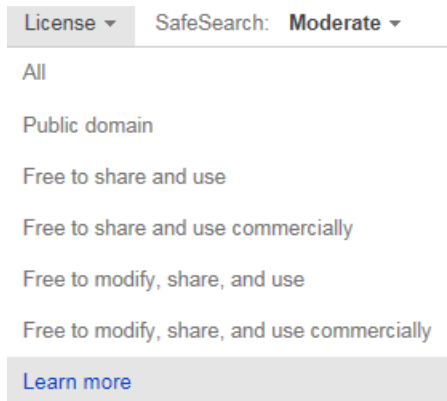 License SafeSearch: Moderate
All
Public domain
Free to share and use
Free to share and use commercially
Free to modify, share, and use
Free to modify, share, and use commercially
Learn more